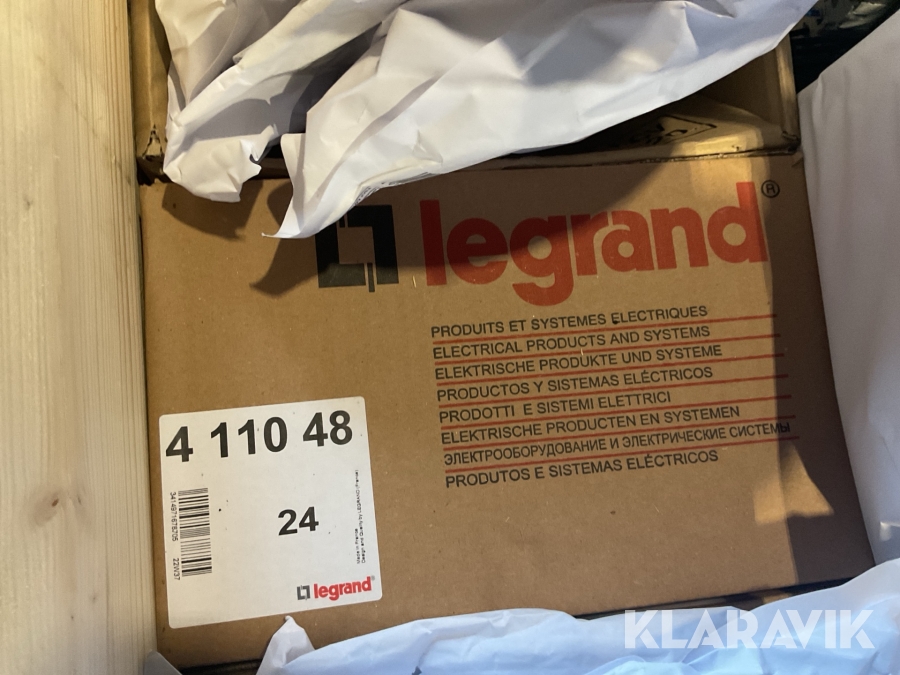 legrand®
PRODUITS ET SYSTEMES ELECTRIQUES
ELECTRICAL PRODUCTS AND SYSTEMS
ELEKTRISCHE PRODUKTE UND SYSTEME
PRODUCTOS Y SISTEMAS ELÉCTRICOS
PRODOTTI E SISTEMI ELETTRICI
ELEKTRISCHE PRODUCTEN EN SYSTEMEN
ЭЛЕКТРООБОРУДОВАНИЕ И ЭЛЕКТРИЧЕСКИЕ СИСТЕМЫ
PRODUTOS E SISTEMAS ELÉCTRICOS
4 110 48
24
22W37
legrand®
KLARAVIK